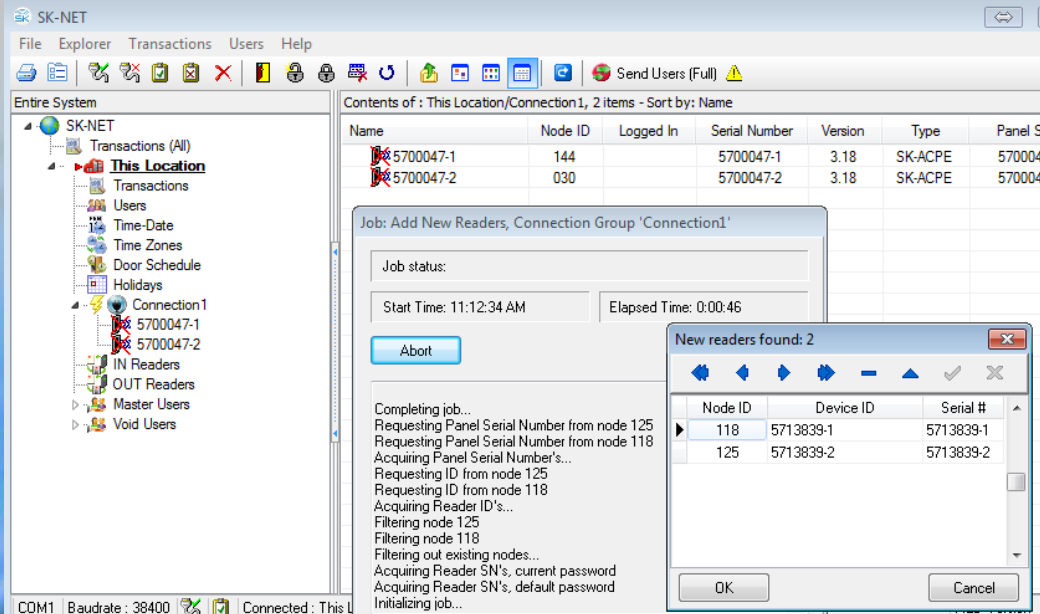 SK-NET
File Explorer Transactions Users Help
Send Users (Full)
Entire System
SK-NET
Transactions (All)
This Location
Transactions
Users
Time-Date
Time Zones
Door Schedule
Holidays
Connection1
5700047-1
5700047-2
IN Readers
OUT Readers
Master Users
Void Users
Contents of : This Location/Connection1, 2 items - Sort by: Name
Name Node ID Logged In Serial Number Version Type Panel S
5700047-1 144 5700047-1 3.18 SK-ACPE 570004
5700047-2 030 5700047-2 3.18 SK-ACPE 570004
Job: Add New Readers, Connection Group 'Connection1'
Job status:
Start Time: 11:12:34 AM Elapsed Time: 0:00:46
Abort
Completing job...
Requesting Panel Serial Number from node 125
Requesting Panel Serial Number from node 118
Acquiring Panel Serial Number's...
Requesting ID from node 125
Requesting ID from node 118
Acquiring Reader ID's...
Filtering node 125
Filtering node 118
Filtering out existing nodes...
Acquiring Reader SN's, current password
Acquiring Reader SN's, default password
Initializing job...
New readers found: 2
Node ID Device ID Serial #
118 5713839-1 5713839-1
125 5713839-2 5713839-2
OK Cancel
COM1 Baudrate : 38400 Connected : This L